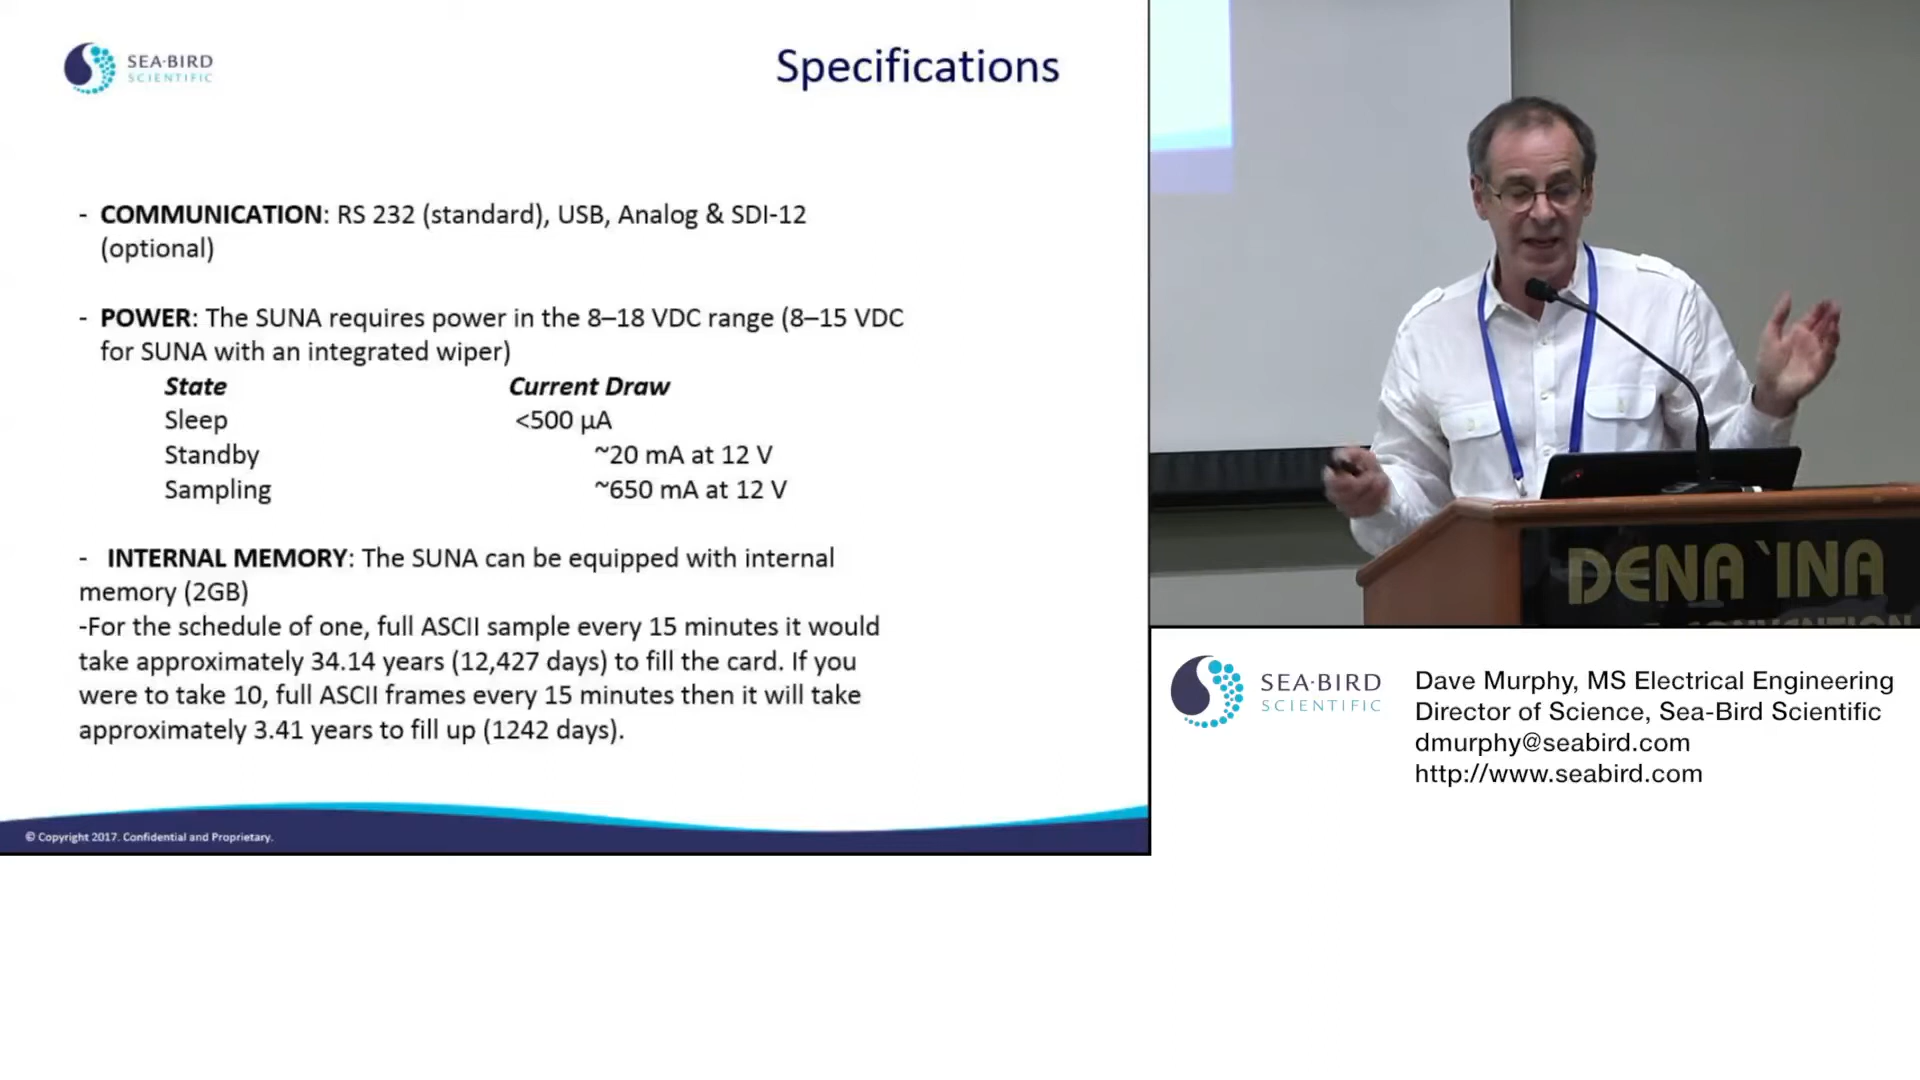 SEA·BIRD
SCIENTIFIC
Specifications
- COMMUNICATION: RS 232 (standard), USB, Analog & SDI-12
(optional)
- POWER: The SUNA requires power in the 8–18 VDC range (8–15 VDC
for SUNA with an integrated wiper)
State Current Draw
Sleep <500 µA
Standby ~20 mA at 12 V
Sampling ~650 mA at 12 V
- INTERNAL MEMORY: The SUNA can be equipped with internal
memory (2GB)
-For the schedule of one, full ASCII sample every 15 minutes it would
take approximately 34.14 years (12,427 days) to fill the card. If you
were to take 10, full ASCII frames every 15 minutes then it will take
approximately 3.41 years to fill up (1242 days).
© Copyright 2017. Confidential and Proprietary.
DENA`INA
CONVENTION
SEA·BIRD
SCIENTIFIC
Dave Murphy, MS Electrical Engineering
Director of Science, Sea-Bird Scientific
dmurphy@seabird.com
http://www.seabird.com